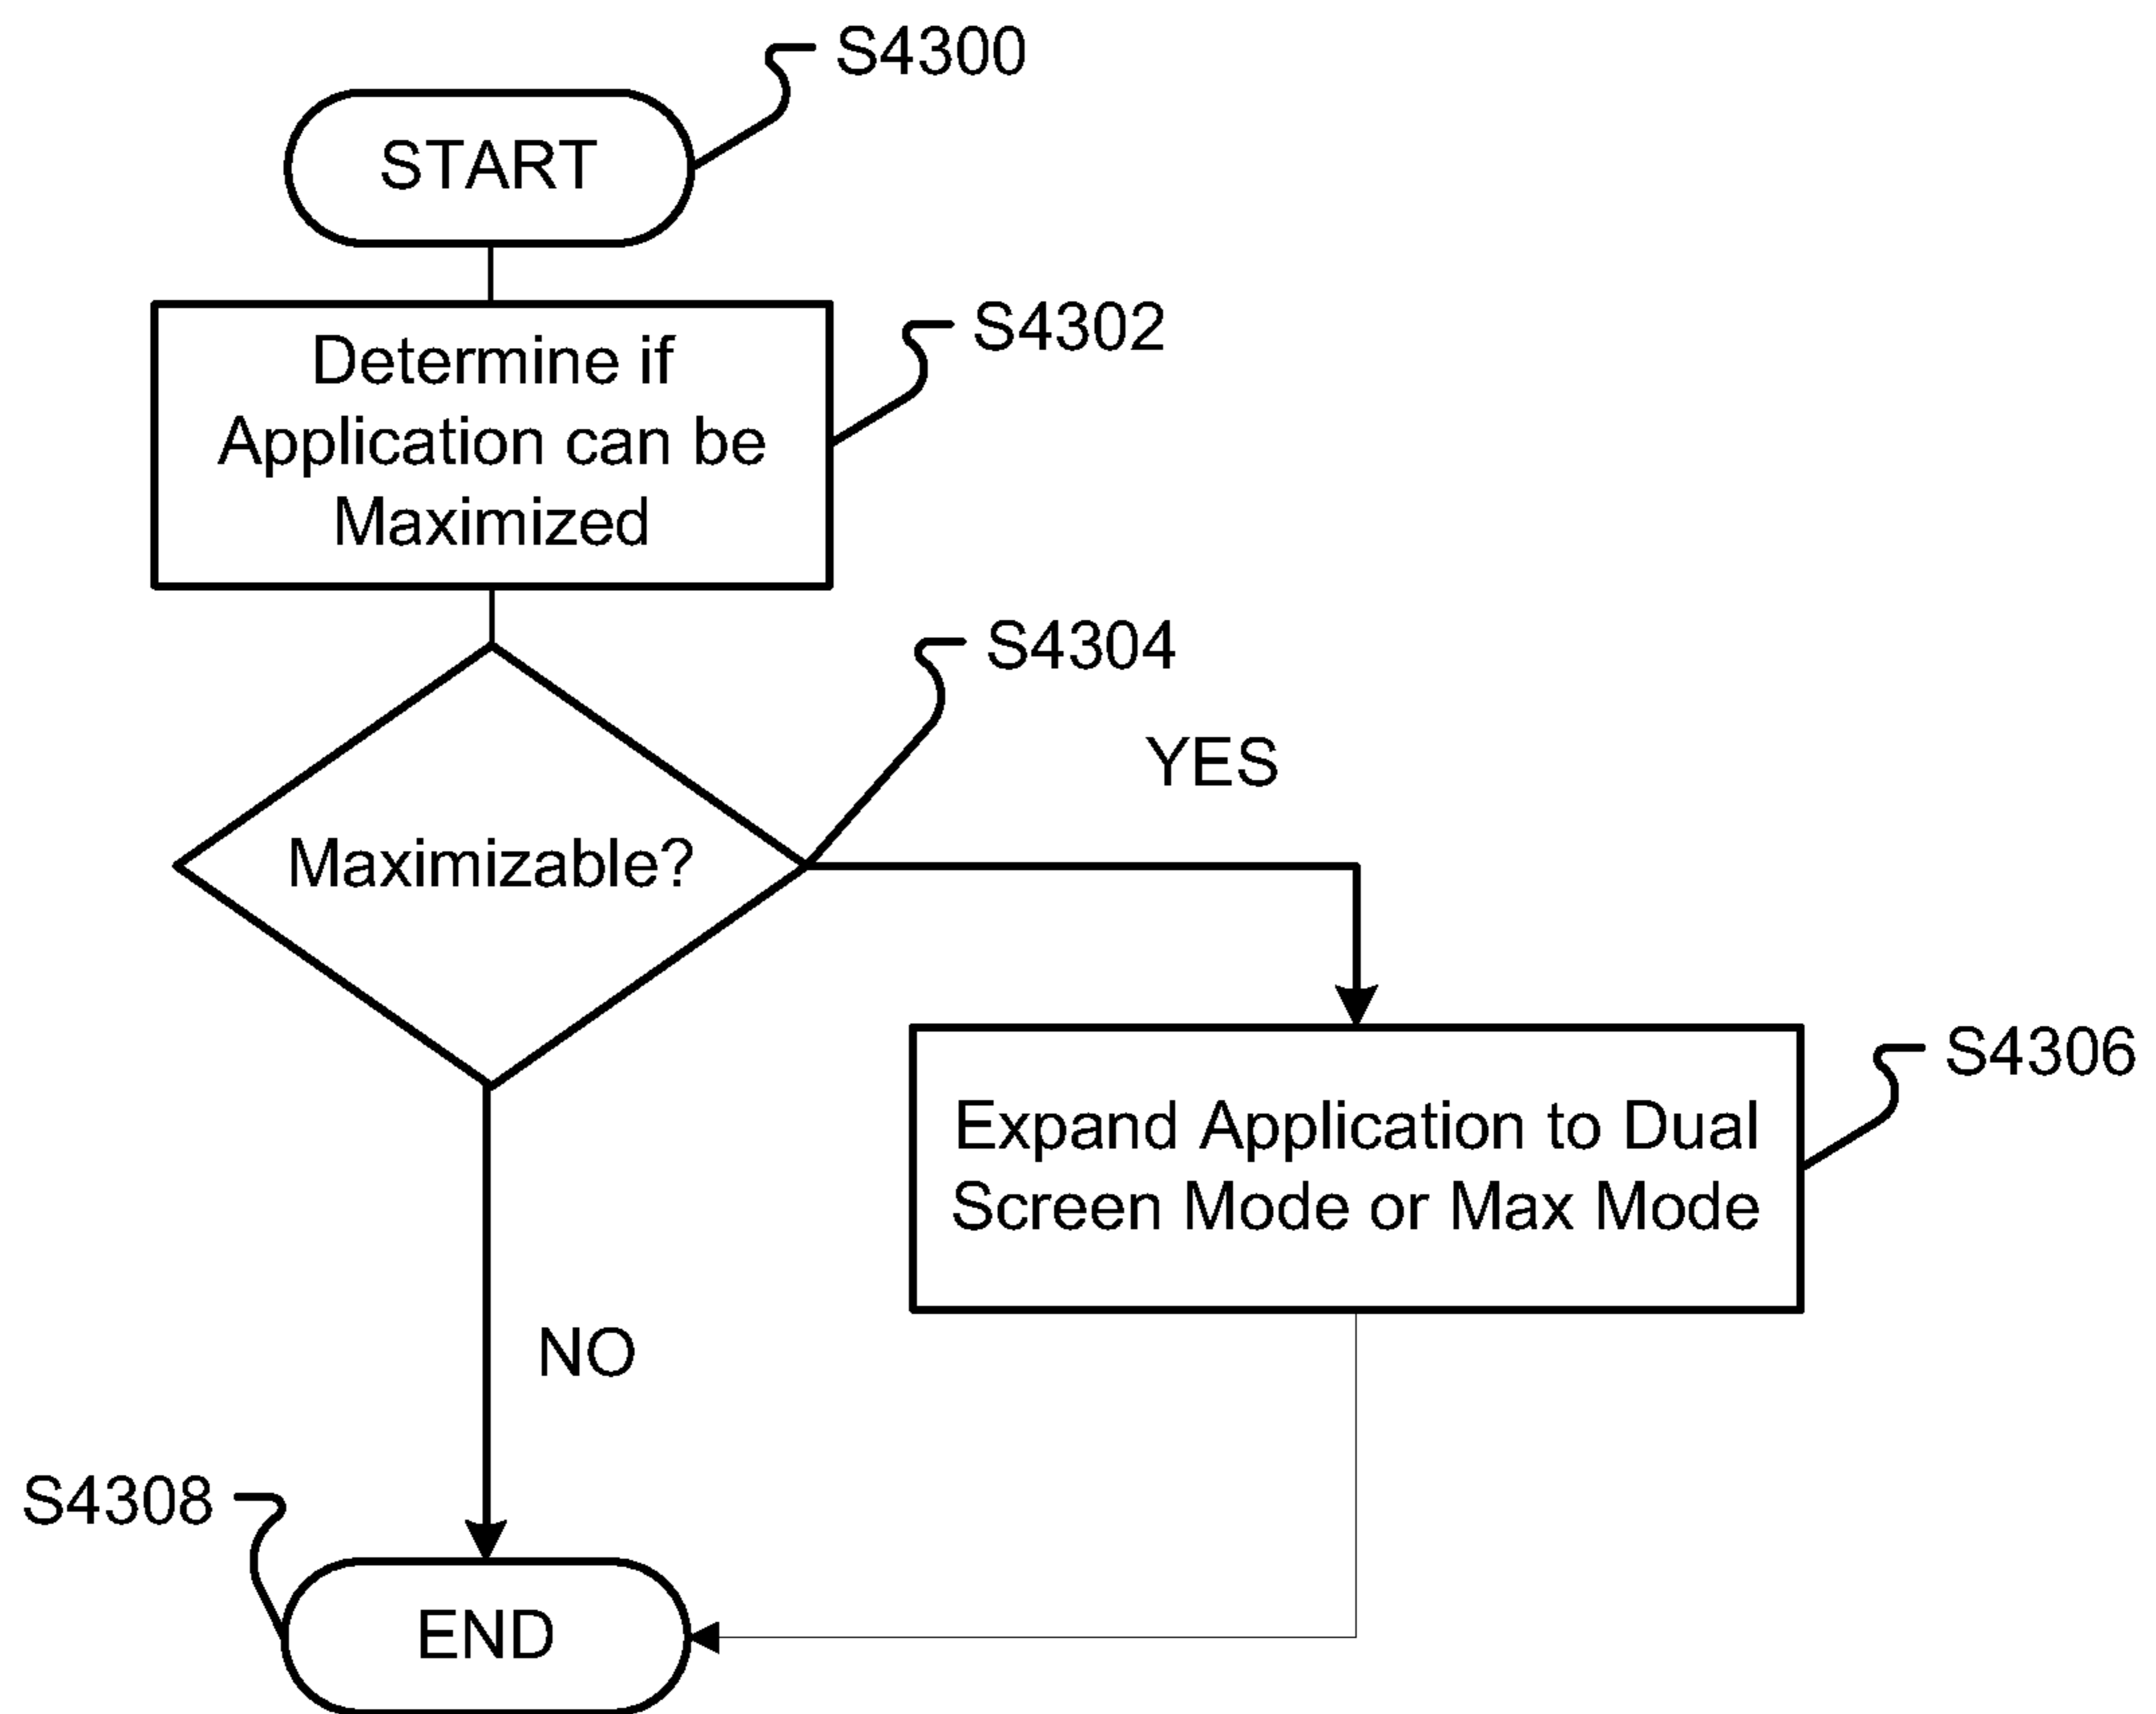 S4300
START
S4302
Determine if
Application can be
Maximized
S4304
YES
Maximizable?
S4306
Expand Application to Dual
Screen Mode or Max Mode
NO
S4308
END